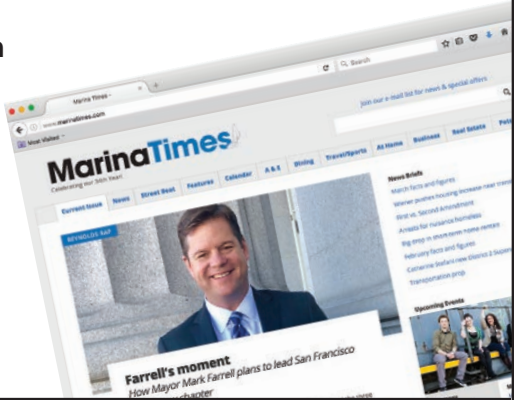 Marina Times -
www.marinatimes.com
Search
Most Visited
Join our e-mail list for news & special offers
MarinaTimes
Celebrating our 34th Year!
Current Issue News Street Beat Features Calendar A & E Dining Travel/Sports At Home Business Real Estate
REYNOLDS RAP
Farrell's moment
How Mayor Mark Farrell plans to lead San Francisco
chapter
News Briefs
March facts and figures
Wiener pushes housing increase near
First vs. Second Amendment
Arrests for nuisance homeless
Big drop in short-term home rentals
February facts and figures
Catherine Stefani new District 2
Transportation prop
Upcoming Events